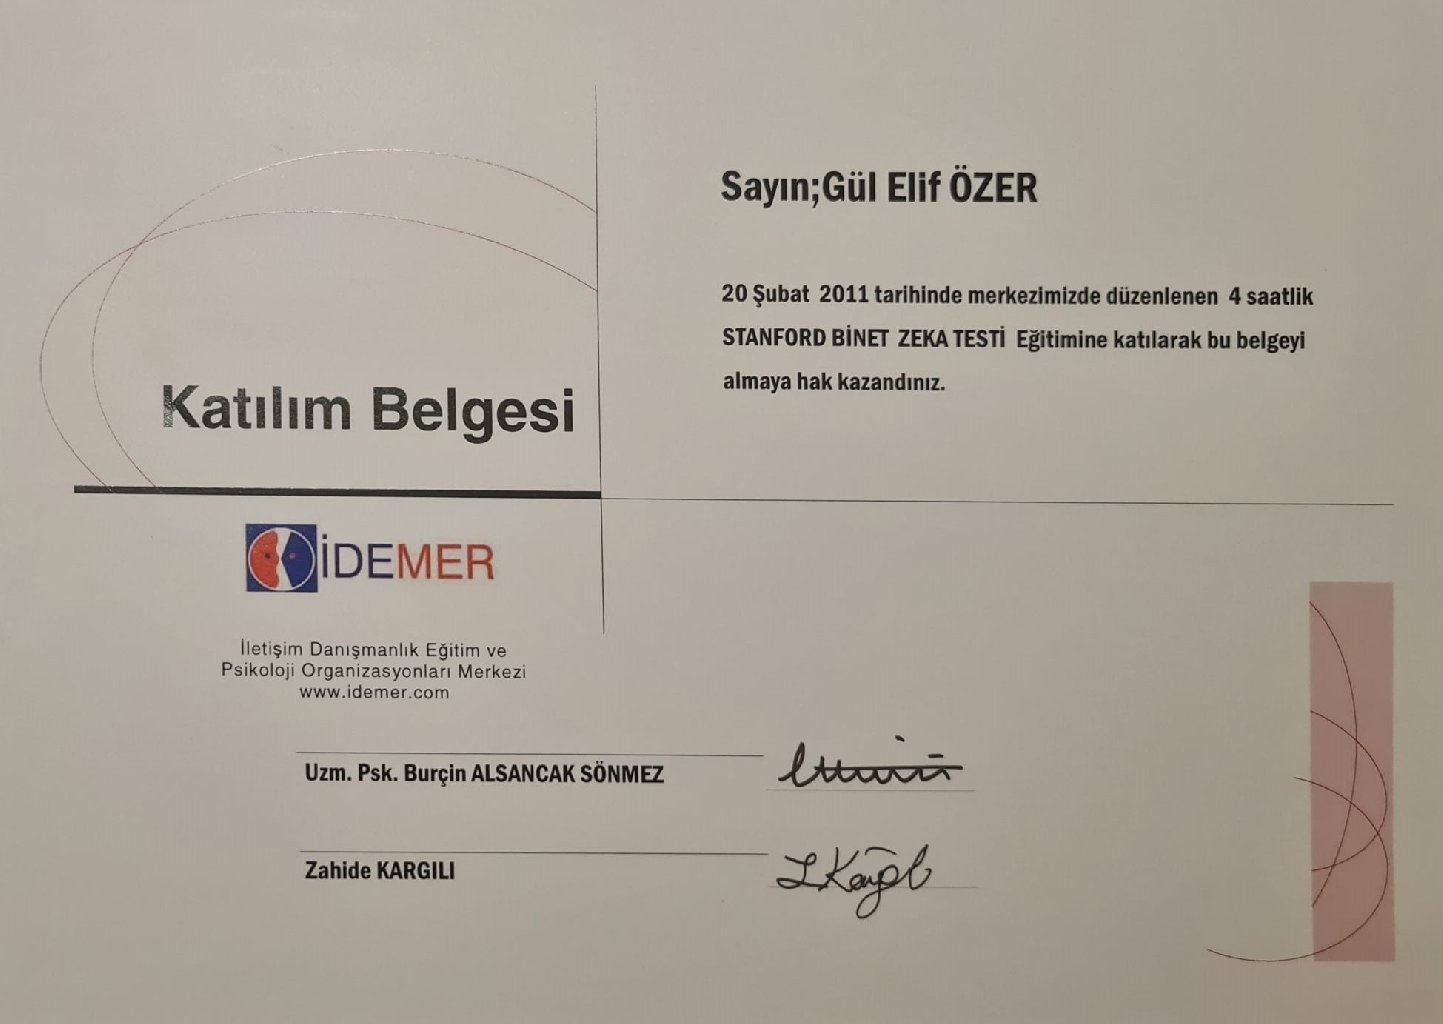 Sayın;Gül Elif ÖZER
20 Şubat 2011 tarihinde merkezimizde düzenlenen 4 saatlik
STANFORD BİNET ZEKA TESTİ Eğitimine katılarak bu belgeyi
almaya hak kazandınız.
Katılım Belgesi
İDEMER
İletişim Danışmanlık Eğitim ve
Psikoloji Organizasyonları Merkezi
www.idemer.com
Uzm. Psk. Burçin ALSANCAK SÖNMEZ
Zahide KARGILI